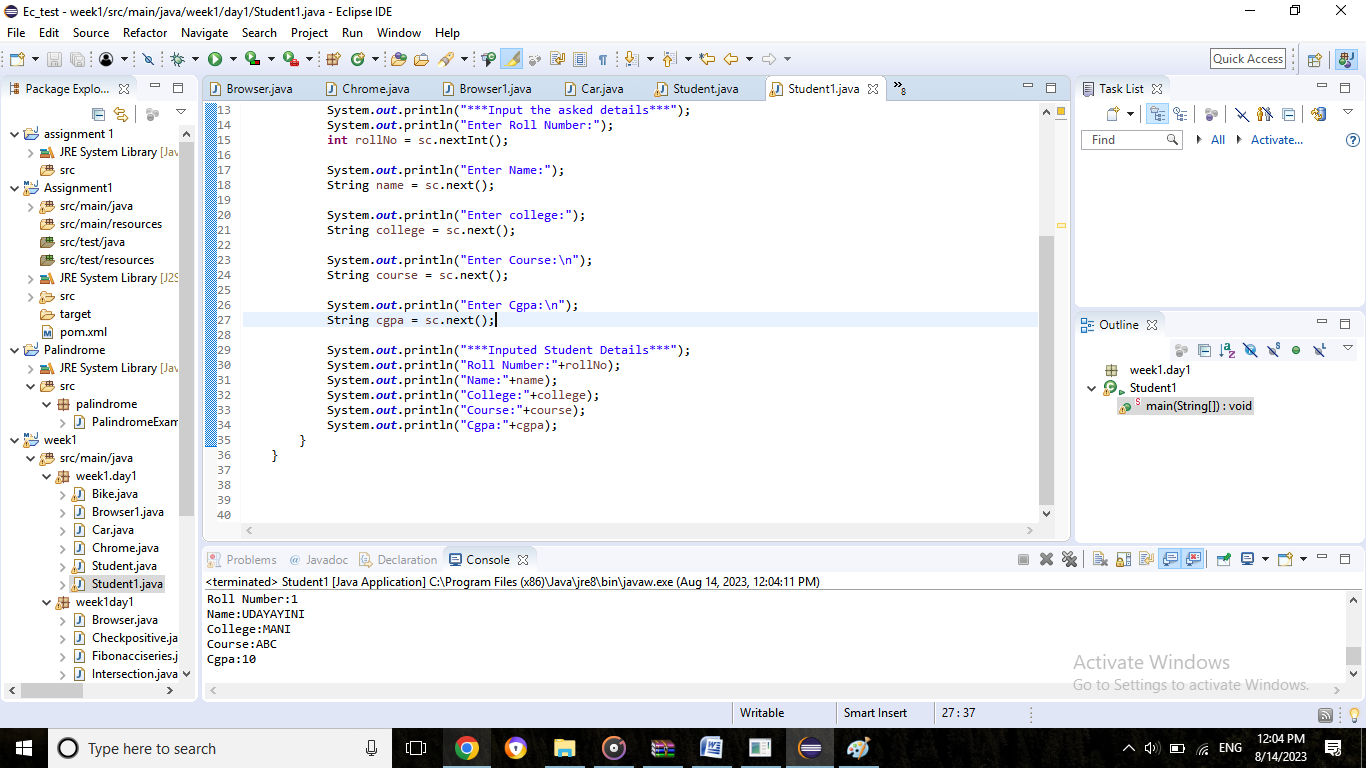 Ec_test - week1/src/main/java/week1/day1/Student1.java - Eclipse IDE
File Edit Source Refactor Navigate Search Project Run Window Help
Quick Access
Package Explo...
assignment 1
JRE System Library [Jav
src
Assignment1
src/main/java
src/main/resources
src/test/java
src/test/resources
JRE System Library [J2S
src
target
pom.xml
Palindrome
JRE System Library [Jav
src
palindrome
PalindromeExam
week1
src/main/java
week1.day1
Bike.java
Browser1.java
Car.java
Chrome.java
Student.java
Student1.java
week1day1
Browser.java
Checkpositive.ja
Fibonacciseries.j
Intersection.java
Browser.java Chrome.java Browser1.java Car.java Student.java Student1.java »8
13 System.out.println("***Input the asked details***");
14 System.out.println("Enter Roll Number:");
15 int rollNo = sc.nextInt();
16
17 System.out.println("Enter Name:");
18 String name = sc.next();
19
20 System.out.println("Enter college:");
21 String college = sc.next();
22
23 System.out.println("Enter Course:\n");
24 String course = sc.next();
25
26 System.out.println("Enter Cgpa:\n");
27 String cgpa = sc.next();
28
29 System.out.println("***Inputed Student Details***");
30 System.out.println("Roll Number:"+rollNo);
31 System.out.println("Name:"+name);
32 System.out.println("College:"+college);
33 System.out.println("Course:"+course);
34 System.out.println("Cgpa:"+cgpa);
35 }
36 }
37
38
39
40
Task List
Find All Activate...
Outline
week1.day1
Student1
main(String[]) : void
Problems @ Javadoc Declaration Console
<terminated> Student1 [Java Application] C:\Program Files (x86)\Java\jre8\bin\javaw.exe (Aug 14, 2023, 12:04:11 PM)
Roll Number:1
Name:UDAYAYINI
College:MANI
Course:ABC
Cgpa:10
Activate Windows
Go to Settings to activate Windows.
Writable Smart Insert 27 : 37
Type here to search
ENG
12:04 PM
8/14/2023